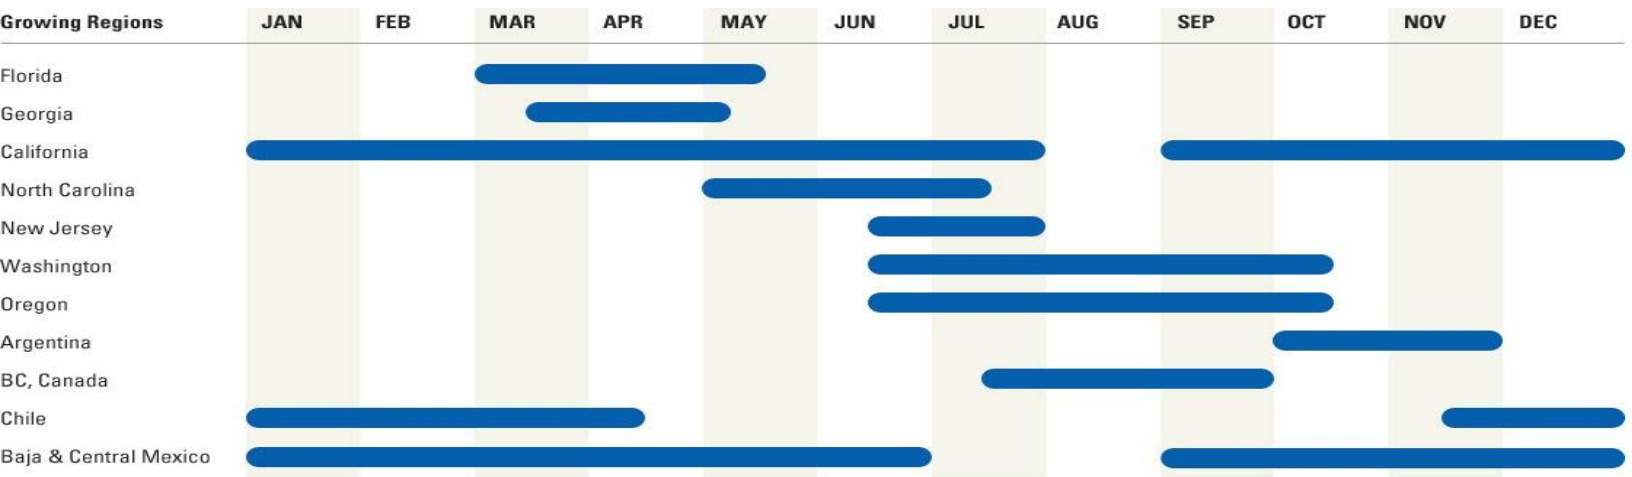 Growing Regions JAN FEB MAR APR MAY JUN JUL AUG SEP OCT NOV DEC
Florida
Georgia
California
North Carolina
New Jersey
Washington
Oregon
Argentina
BC, Canada
Chile
Baja & Central Mexico